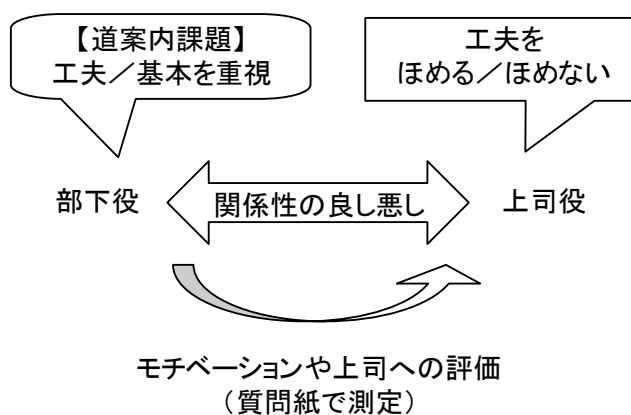 【道案内課題】
工夫／基本を重視
工夫を
ほめる／ほめない
部下役
関係性の良し悪し
上司役
モチベーションや上司への評価
（質問紙で測定）